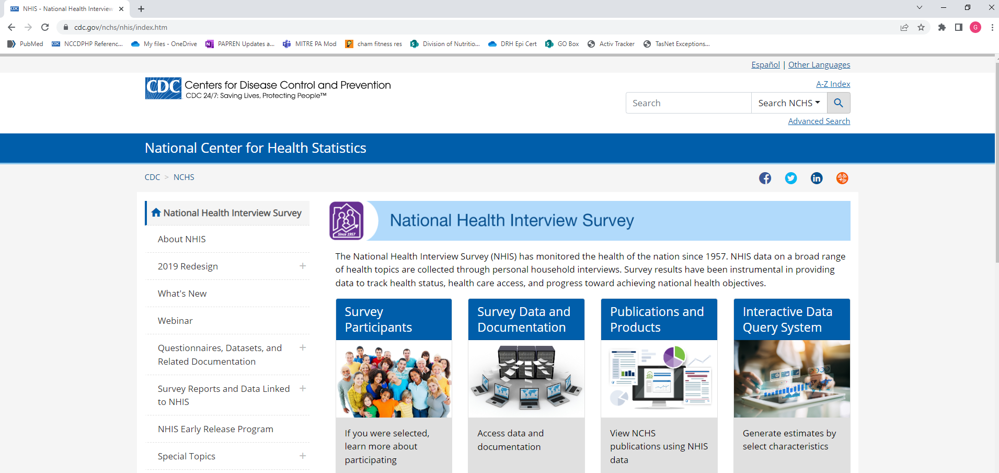 CDC NHIS - National Health Interview
cdc.gov/nchs/nhis/index.htm
G
PubMed
CDC NCCDPHP Referenc...
My files - OneDrive
N PAPREN Updates a...
MITRE PA Mod
cham fitness res
S Division of Nutritio...
DRH Epi Cert
S GO Box
Activ Tracker
TasNet Exceptions...
Español | Other Languages
CDC Centers for Disease Control and Prevention
CDC 24/7: Saving Lives, Protecting People™
A-Z Index
Search
Search NCHS
Advanced Search
National Center for Health Statistics
CDC > NCHS
National Health Interview Survey
About NHIS
2019 Redesign +
What's New
Webinar
Questionnaires, Datasets, and +
Related Documentation
Survey Reports and Data Linked +
to NHIS
NHIS Early Release Program
Special Topics +
Since 1957
National Health Interview Survey
The National Health Interview Survey (NHIS) has monitored the health of the nation since 1957. NHIS data on a broad range
of health topics are collected through personal household interviews. Survey results have been instrumental in providing
data to track health status, health care access, and progress toward achieving national health objectives.
Survey
Participants
If you were selected,
learn more about
participating
Survey Data and
Documentation
Access data and
documentation
Publications and
Products
View NCHS
publications using NHIS
data
Interactive Data
Query System
Generate estimates by
select characteristics